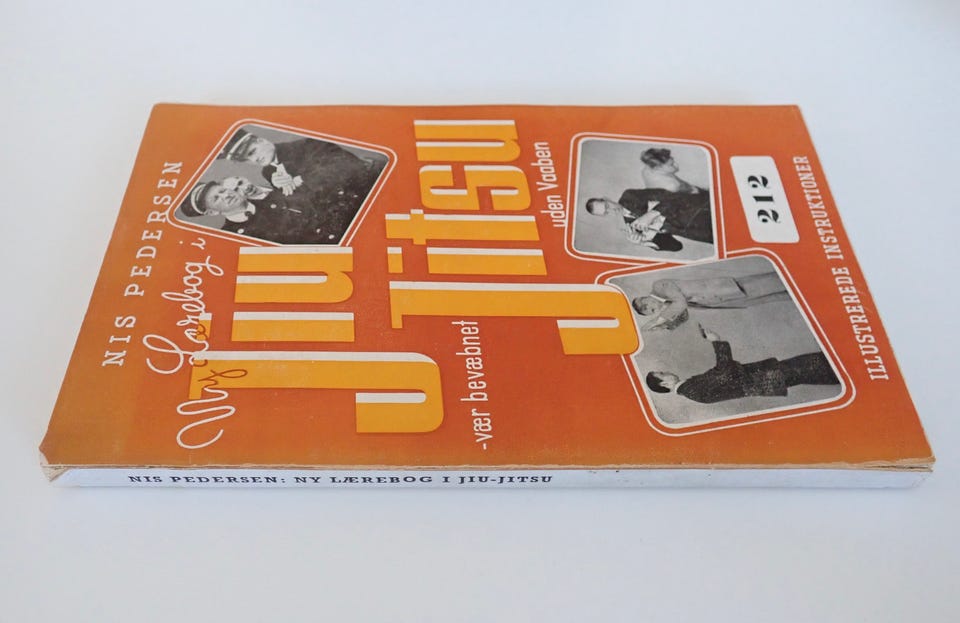 NIS PEDERSEN
Ny Lærebog i
Jiu
Jitsu
-vær bevæbnet uden Vaaben
212
ILLUSTREREDE INSTRUKTIONER
NIS PEDERSEN: NY LÆREBOG I JIU-JITSU